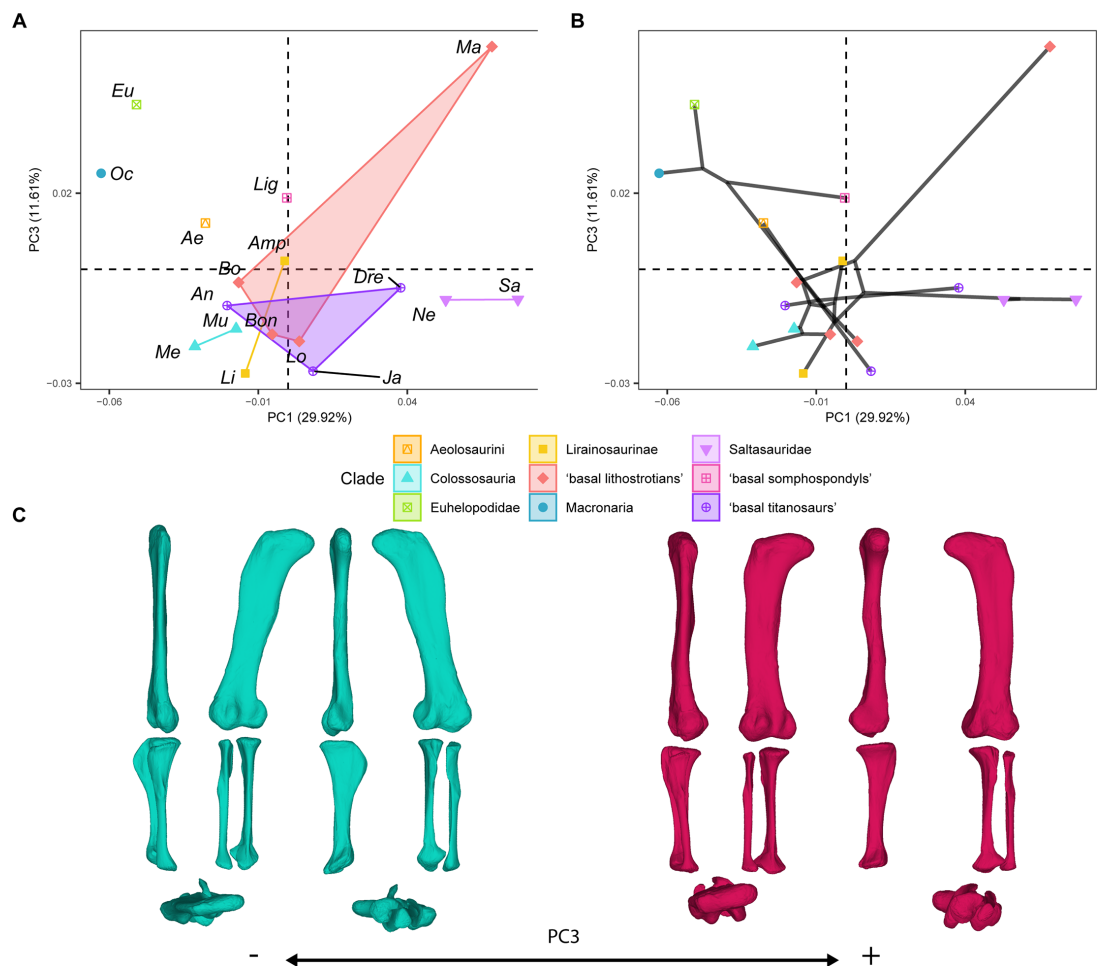 A
B
Ma
Eu
Oc
Lig
Ae
Amp
Bo
Dre
An
Sa
Mu
Bon
Ne
Me
Lo
Li
Ja
PC3 (11.61%)
0.02
−0.03
−0.06
−0.01
0.04
PC1 (29.92%)
PC3 (11.61%)
0.02
−0.03
−0.06
−0.01
0.04
PC1 (29.92%)
Clade
Aeolosaurini
Lirainosaurinae
Saltasauridae
Colossosauria
‘basal lithostrotians’
‘basal somphospondyls’
Euhelopodidae
Macronaria
‘basal titanosaurs’
C
PC3
-
+